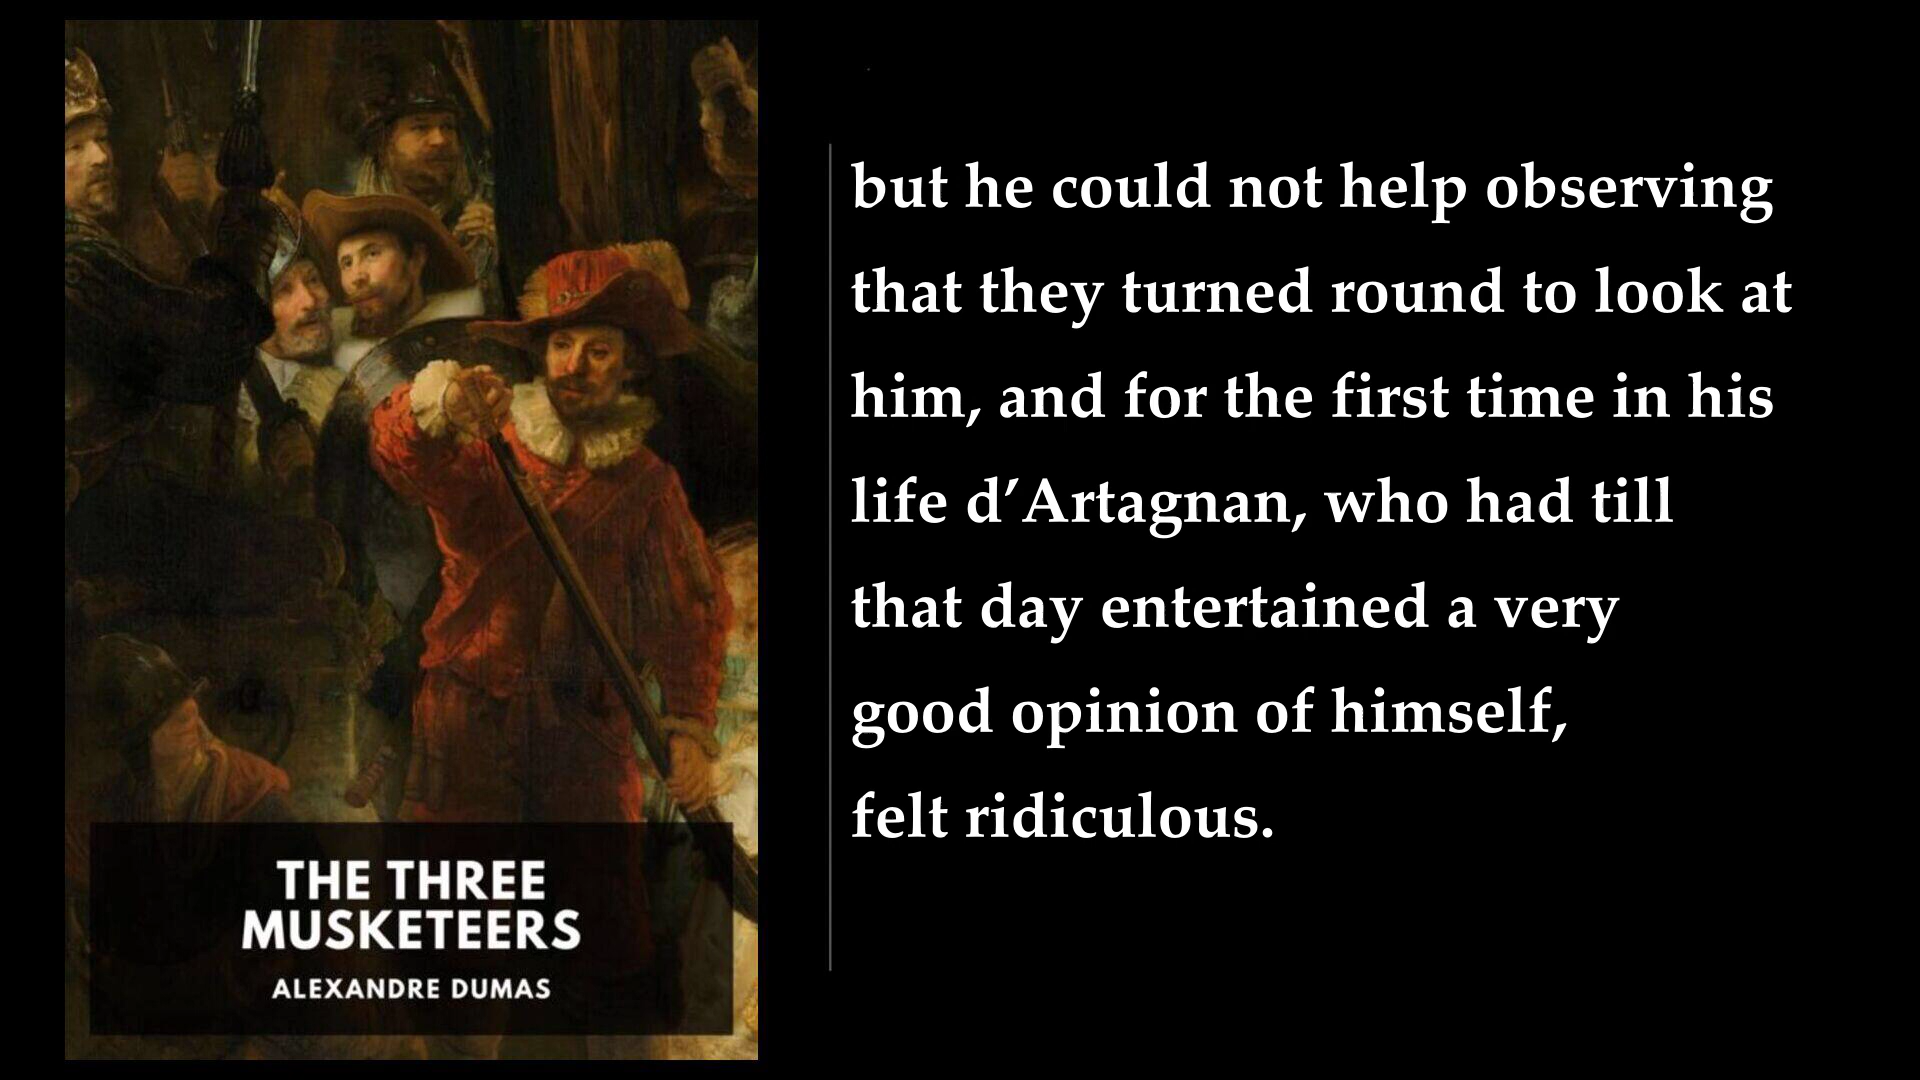 but he could not help observing
that they turned round to look at
him, and for the first time in his
life d’Artagnan, who had till
that day entertained a very
good opinion of himself,
felt ridiculous.
THE THREE
MUSKETEERS
ALEXANDRE DUMAS